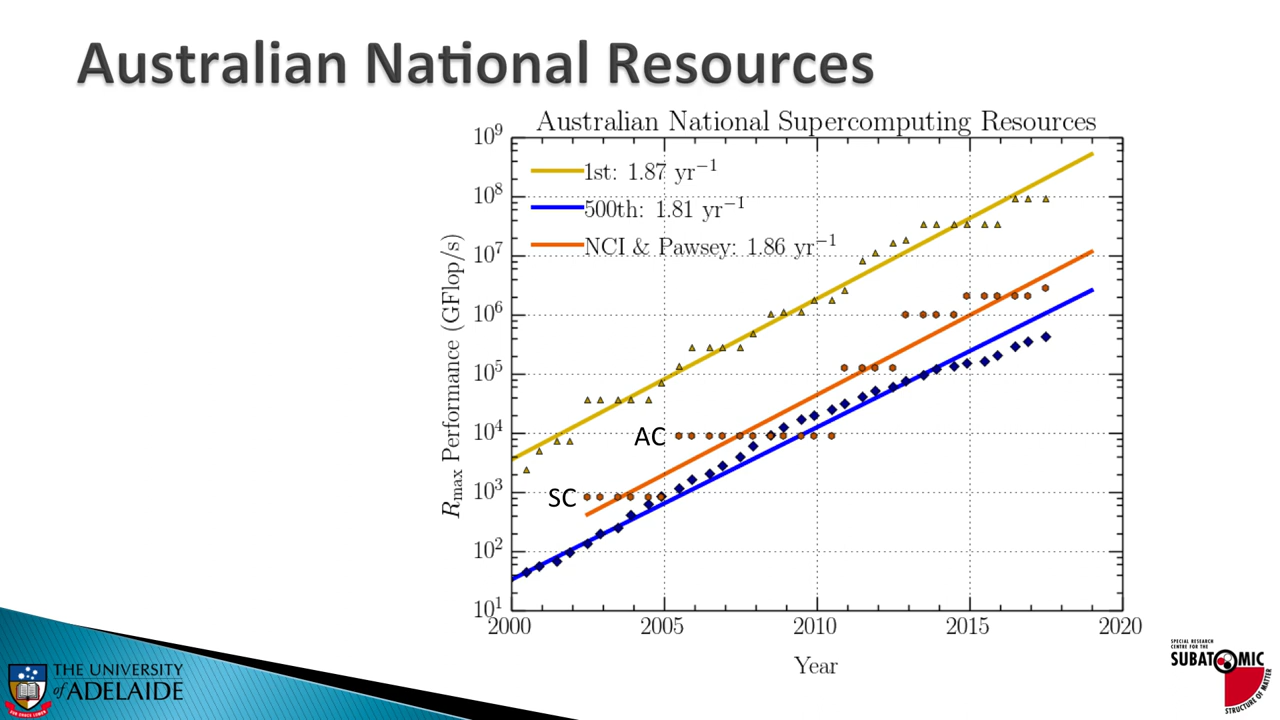 Australian National Resources
Australian National Supercomputing Resources
1st: 1.87 yr⁻¹
500th: 1.81 yr⁻¹
NCI & Pawsey: 1.86 yr⁻¹
10⁹
10⁸
10⁷
10⁶
10⁵
10⁴
10³
10²
10¹
Rmax Performance (GFlop/s)
AC
SC
2000 2005 2010 2015 2020
Year
THE UNIVERSITY
of ADELAIDE
SPECIAL RESEARCH
CENTRE FOR THE
SUBATOMIC
STRUCTURE OF MATTER